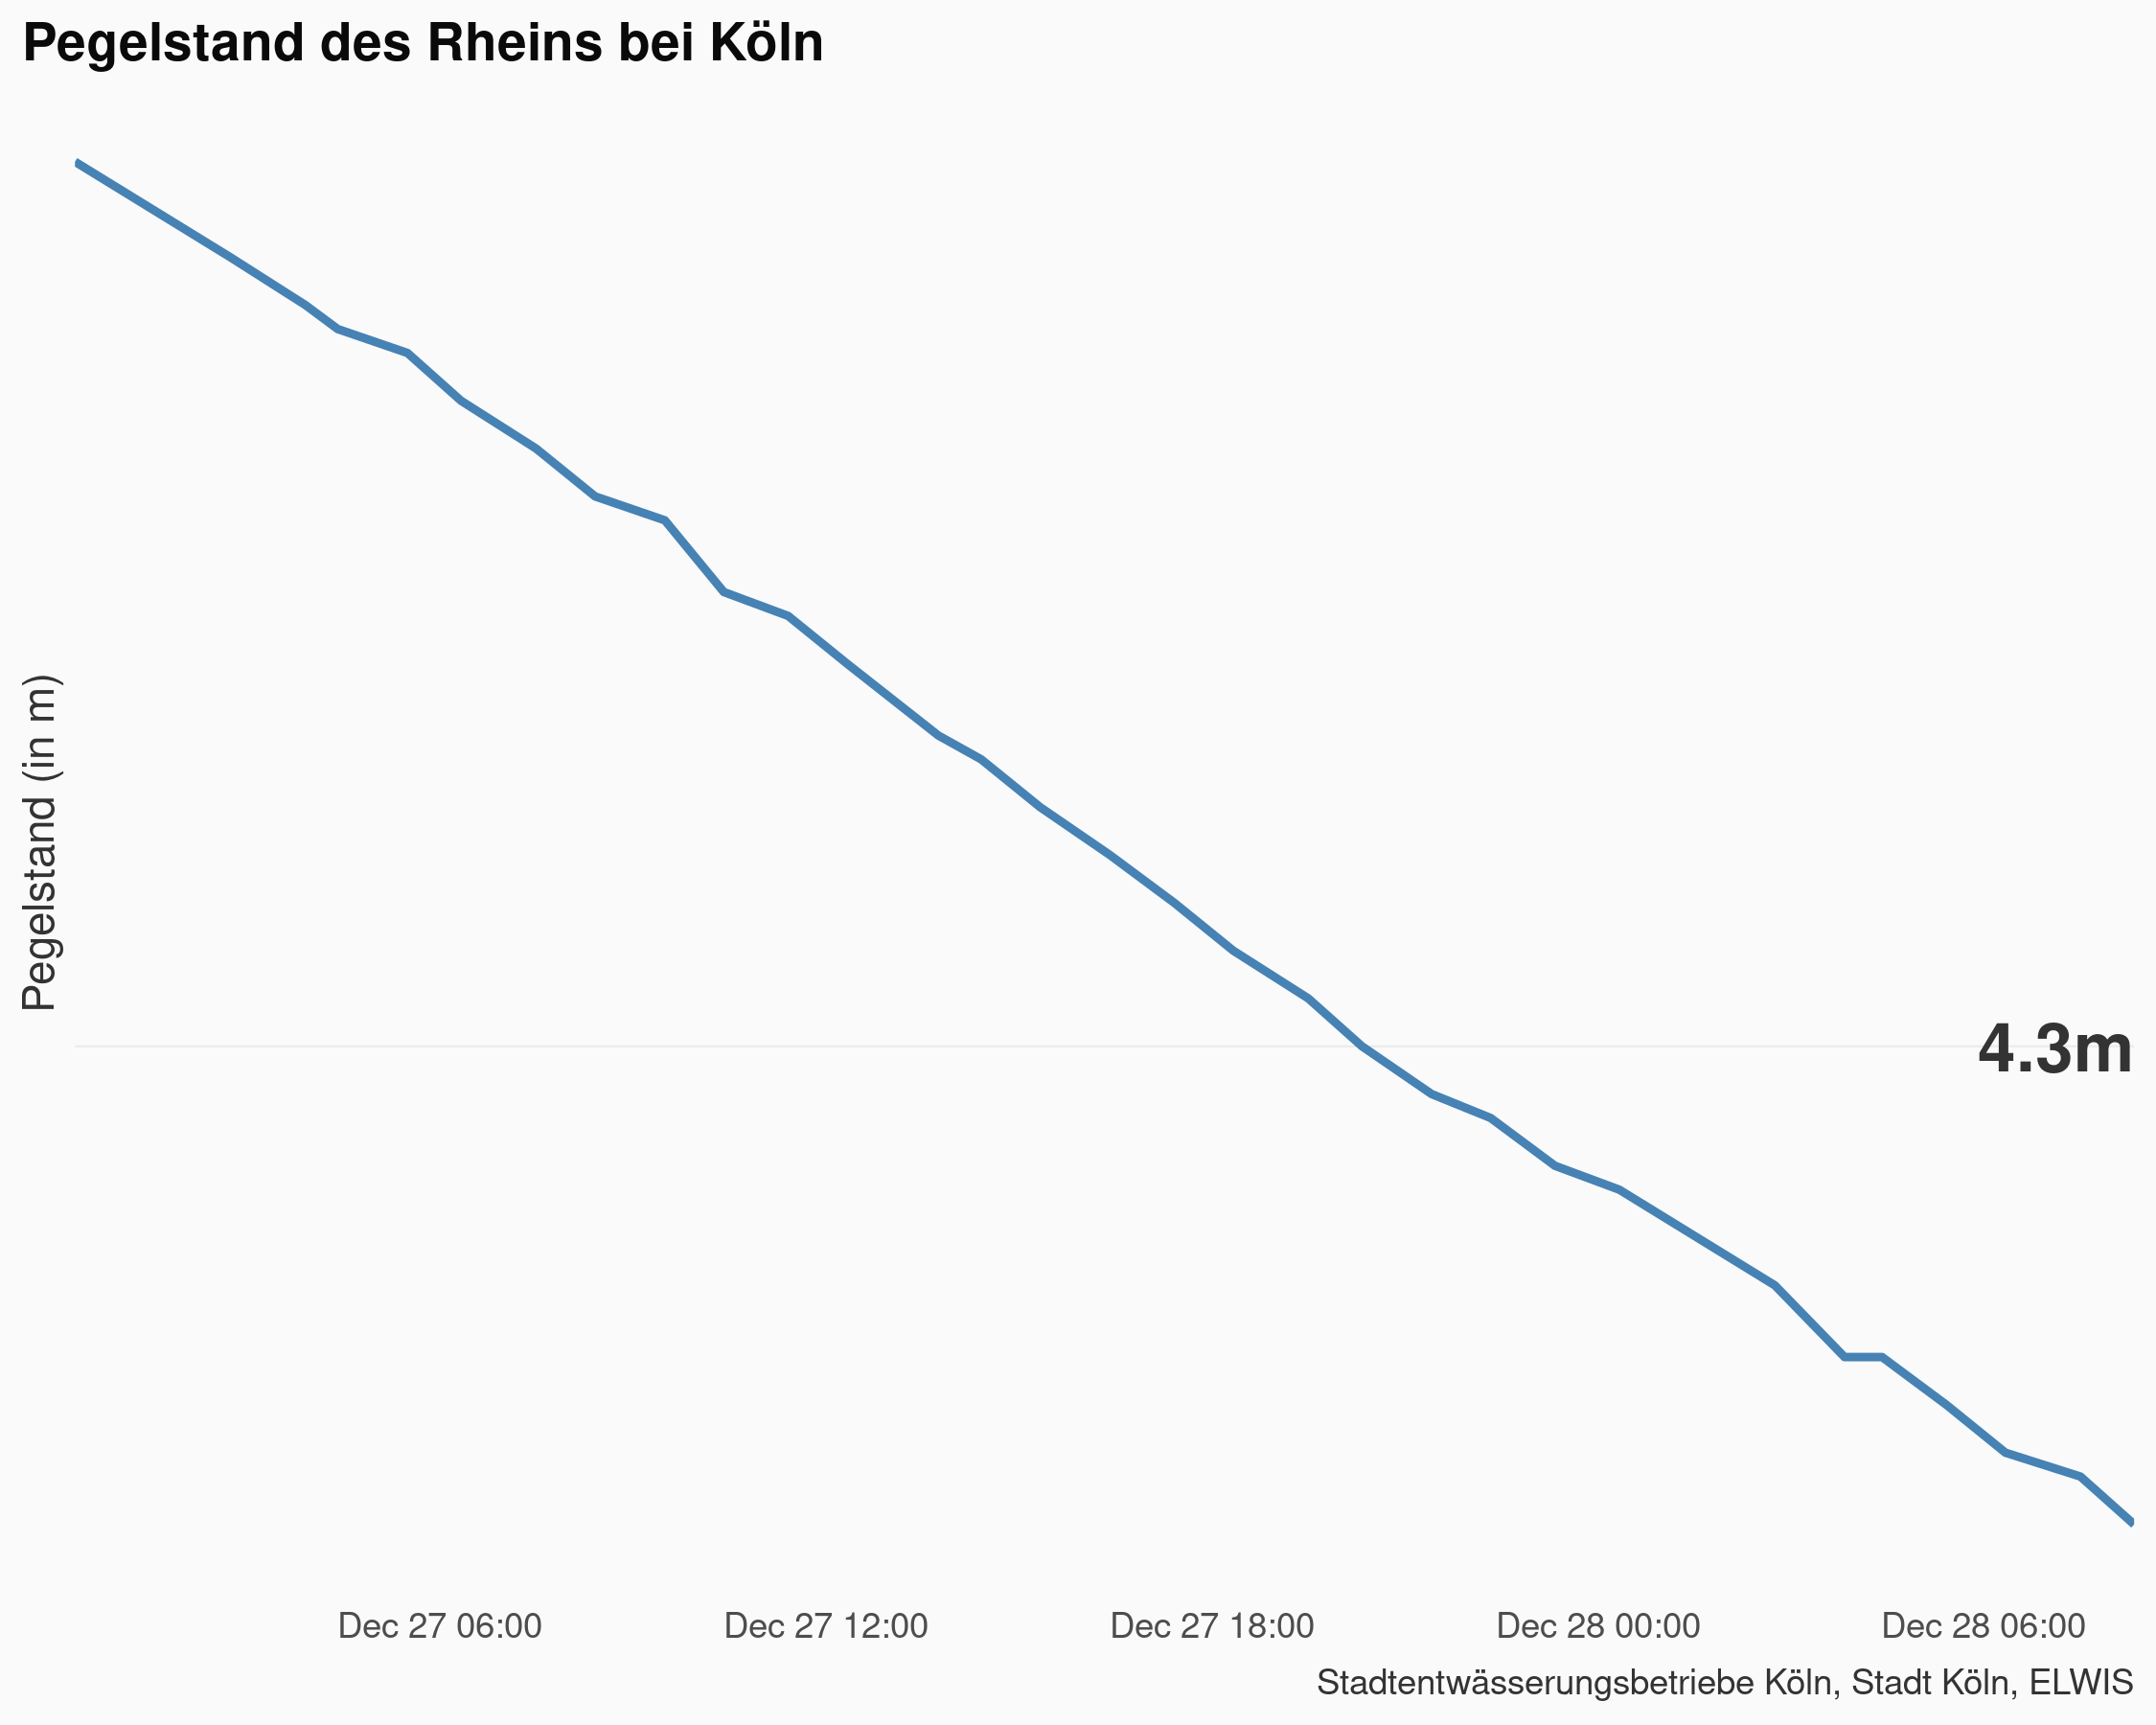 Pegelstand des Rheins bei Köln
Pegelstand (in m)
4.3m
Dec 27 06:00
Dec 27 12:00
Dec 27 18:00
Dec 28 00:00
Dec 28 06:00
Stadtentwässerungsbetriebe Köln, Stadt Köln, ELWIS